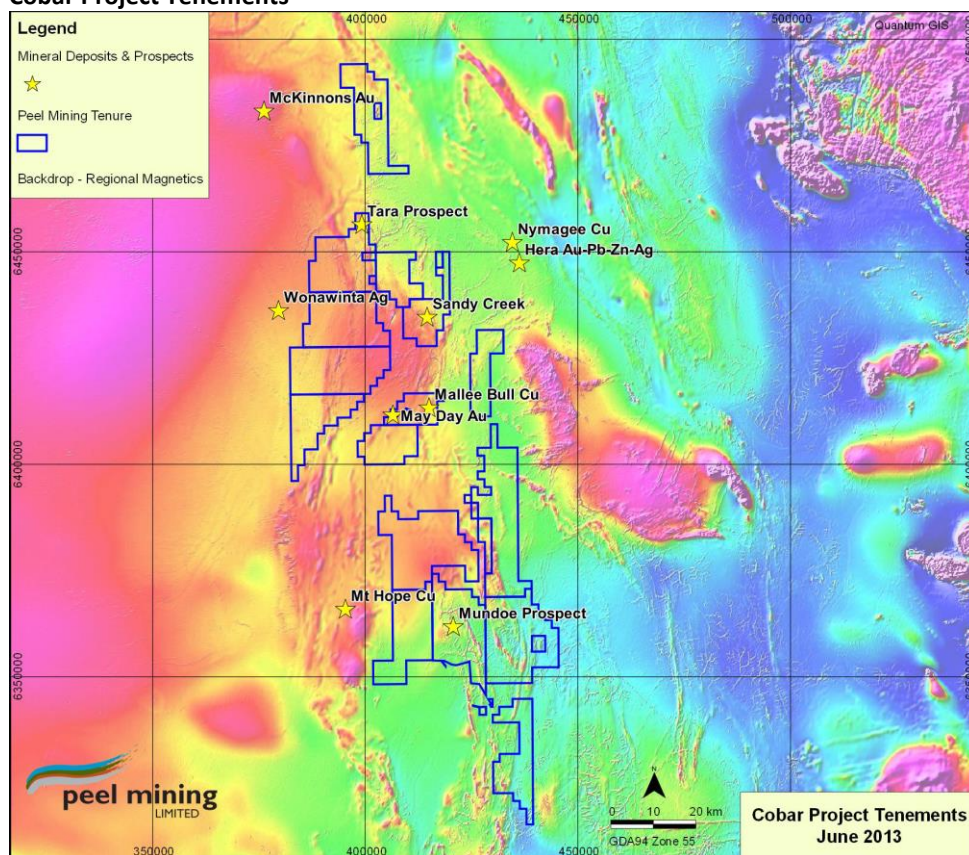 Cobar Project Tenements
400000
450000
500000
Quantum GIS
Legend
Mineral Deposits & Prospects
Peel Mining Tenure
Backdrop - Regional Magnetics
McKinnons Au
Tara Prospect
Nymagee Cu
Hera Au-Pb-Zn-Ag
6450000
Wonawinta Ag
Sandy Creek
Mallee Bull Cu
May Day Au
6400000
6400000
Mt Hope Cu
Mundoe Prospect
6350000
6350000
peel mining
LIMITED
N
0 10 20 km
GDA94 Zone 55
Cobar Project Tenements
June 2013
350000
400000
450000
500000